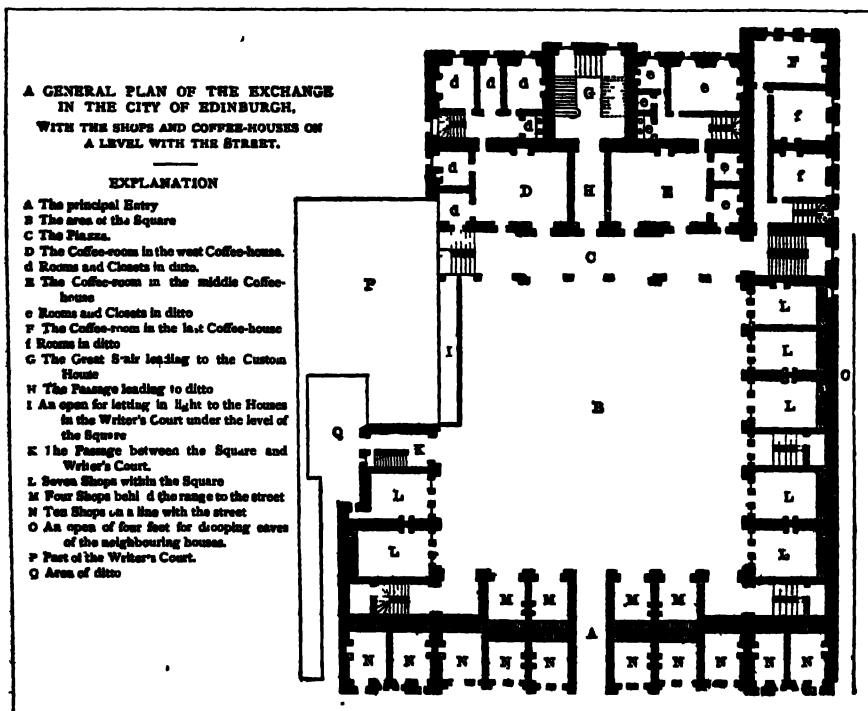 A GENERAL PLAN OF THE EXCHANGE
IN THE CITY OF EDINBURGH,
WITH THE SHOPS AND COFFEE-HOUSES ON
A LEVEL WITH THE STREET.
EXPLANATION
A The principal Entry
B The area of the Square
C The Piazza.
D The Coffee-room in the west Coffee-house.
d Rooms and Closets in ditto.
E The Coffee-room in the middle Coffee-
house
e Rooms and Closets in ditto
F The Coffee-room in the last Coffee-house
f Rooms in ditto
G The Great Stair leading to the Custom
House
H The Passage leading to ditto
I An open for letting in light to the Houses
in the Writer's Court under the level of
the Square
K The Passage between the Square and
Writer's Court.
L Seven Shops within the Square
M Four Shops behind the range to the street
N Ten Shops on a line with the street
O An open of four feet for drooping eaves
of the neighbouring houses.
P Part of the Writer's Court.
Q Area of ditto
F
d d d G e e
e
f
d e
d D H E e f
d e
C
P L
I L O
B L
Q K
L L
L L
M M M M
A
N N N N N N N N N N